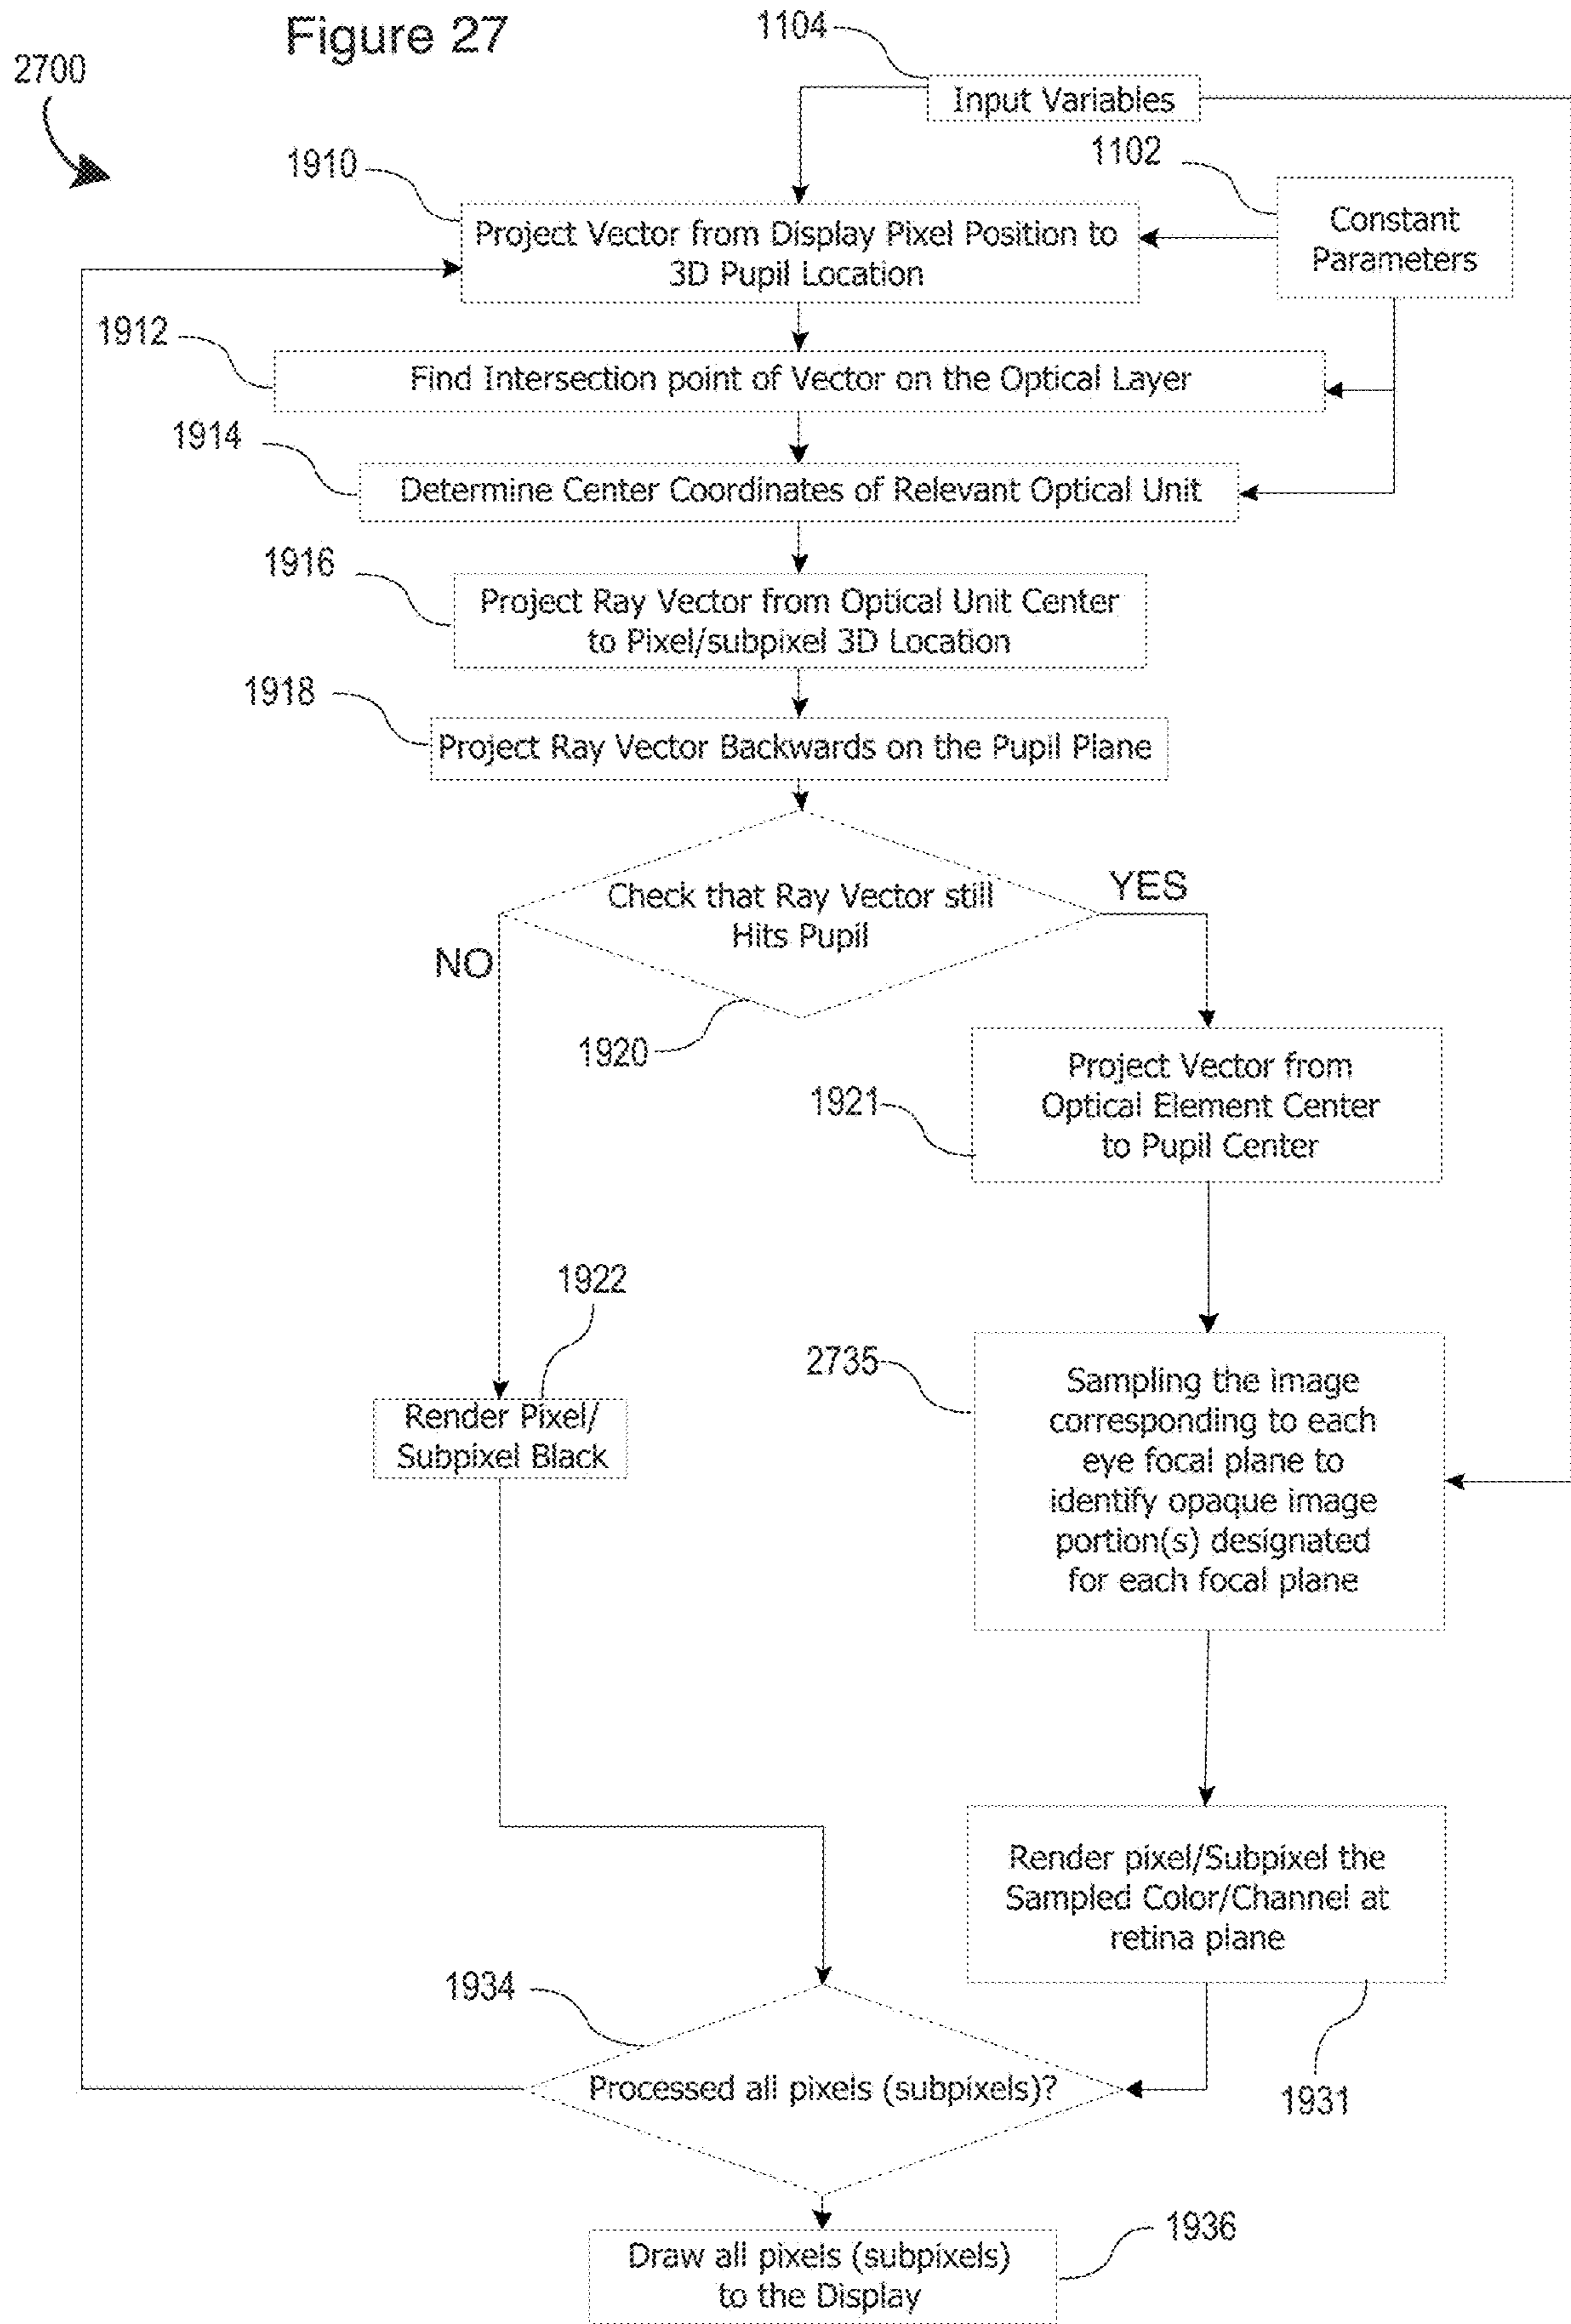 Figure 27
2700
1104
Input Variables
1102
Constant
Parameters
1910
Project Vector from Display Pixel Position to
3D Pupil Location
1912
Find Intersection point of Vector on the Optical Layer
1914
Determine Center Coordinates of Relevant Optical Unit
1916
Project Ray Vector from Optical Unit Center
to Pixel/subpixel 3D Location
1918
Project Ray Vector Backwards on the Pupil Plane
Check that Ray Vector still
Hits Pupil
YES
NO
1920
Project Vector from
Optical Element Center
to Pupil Center
1921
1922
Render Pixel/
Subpixel Black
2735
Sampling the image
corresponding to each
eye focal plane to
identify opaque image
portion(s) designated
for each focal plane
Render pixel/Subpixel the
Sampled Color/Channel at
retina plane
1931
1934
Processed all pixels (subpixels)?
1936
Draw all pixels (subpixels)
to the Display